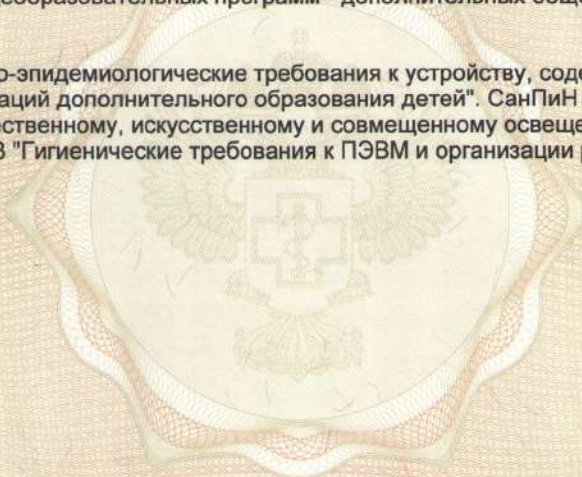 еобразовательных программ - дополнительных обще
о-эпидемиологические требования к устройству, соде
аций дополнительного образования детей". СанПиН
ественному, искусственному и совмещенному освеще
3 "Гигиенические требования к ПЭВМ и организации р